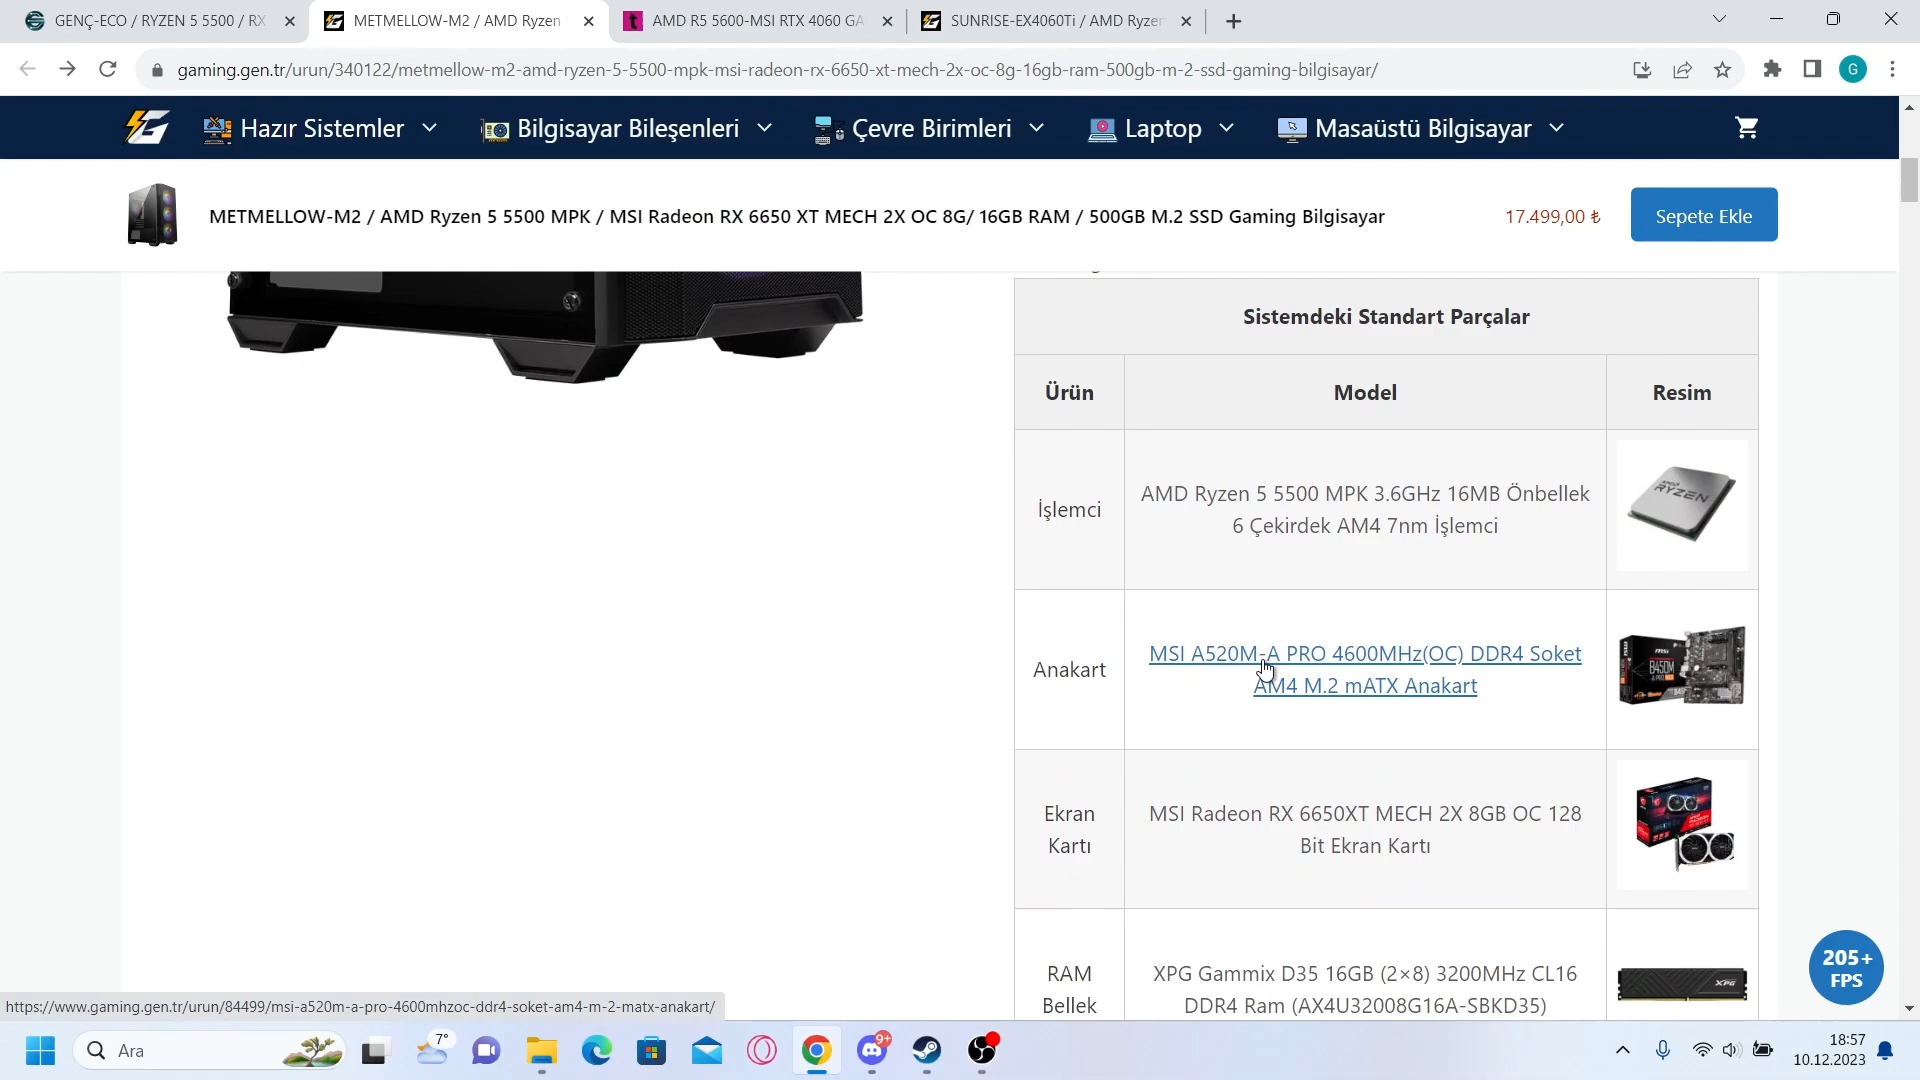 GENÇ-ECO / RYZEN 5 5500 / RX
METMELLOW-M2 / AMD Ryzen
AMD R5 5600-MSI RTX 4060 GA
SUNRISE-EX4060Ti / AMD Ryzen
gaming.gen.tr/urun/340122/metmellow-m2-amd-ryzen-5-5500-mpk-msi-radeon-rx-6650-xt-mech-2x-oc-8g-16gb-ram-500gb-m-2-ssd-gaming-bilgisayar/
G
Hazır Sistemler
Bilgisayar Bileşenleri
Çevre Birimleri
Laptop
Masaüstü Bilgisayar
METMELLOW-M2 / AMD Ryzen 5 5500 MPK / MSI Radeon RX 6650 XT MECH 2X OC 8G/ 16GB RAM / 500GB M.2 SSD Gaming Bilgisayar
17.499,00 ₺
Sepete Ekle
Sistemdeki Standart Parçalar
Ürün
Model
Resim
İşlemci
AMD Ryzen 5 5500 MPK 3.6GHz 16MB Önbellek
6 Çekirdek AM4 7nm İşlemci
RYZEN
Anakart
MSI A520M-A PRO 4600MHz(OC) DDR4 Soket
AM4 M.2 mATX Anakart
B450M
Ekran
Kartı
MSI Radeon RX 6650XT MECH 2X 8GB OC 128
Bit Ekran Kartı
RAM
Bellek
XPG Gammix D35 16GB (2×8) 3200MHz CL16
DDR4 Ram (AX4U32008G16A-SBKD35)
XPG
205+
FPS
https://www.gaming.gen.tr/urun/84499/msi-a520m-a-pro-4600mhzoc-ddr4-soket-am4-m-2-matx-anakart/
Ara
7°
9+
18:57
10.12.2023